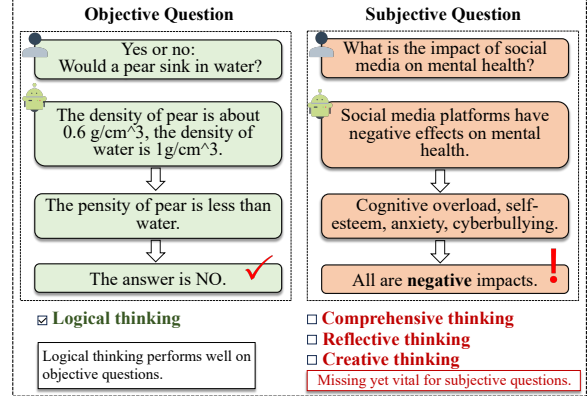 Objective Question
Yes or no:
Would a pear sink in water?
The density of pear is about
0.6 g/cm^3, the density of
water is 1g/cm^3.
The pensity of pear is less than
water.
The answer is NO.
Logical thinking
Logical thinking performs well on
objective questions.
Subjective Question
What is the impact of social
media on mental health?
Social media platforms have
negative effects on mental
health.
Cognitive overload, self-
esteem, anxiety, cyberbullying.
All are negative impacts.
Comprehensive thinking
Reflective thinking
Creative thinking
Missing yet vital for subjective questions.